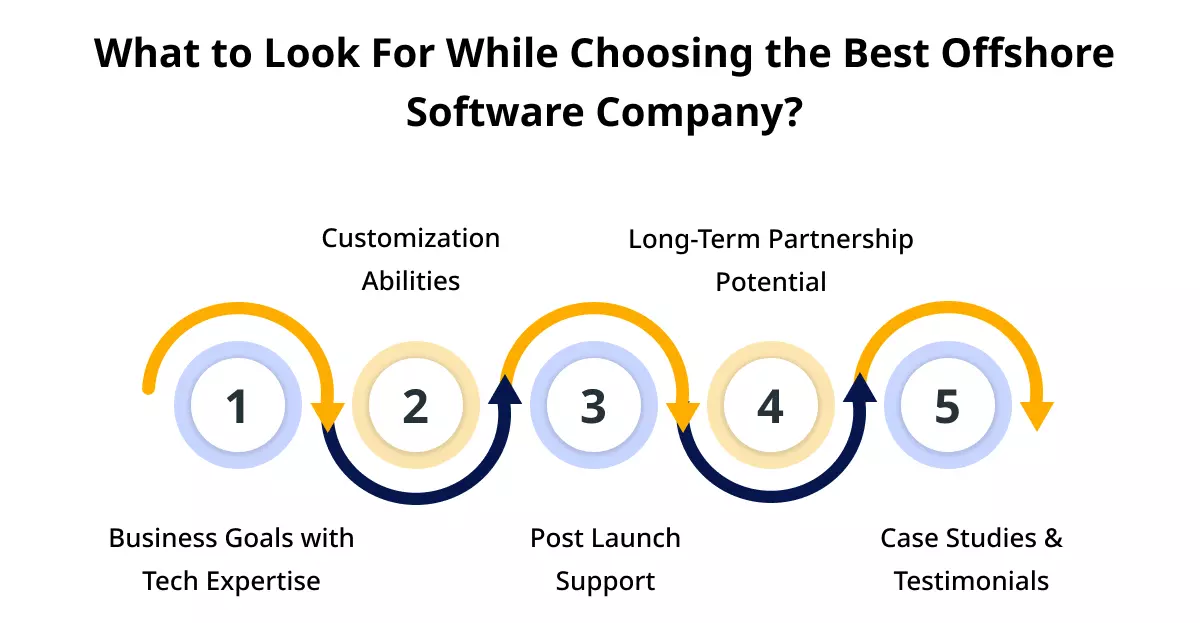 What to Look For While Choosing the Best Offshore
Software Company?
Customization
Abilities
Long-Term Partnership
Potential
1
2
3
4
5
Business Goals with
Tech Expertise
Post Launch
Support
Case Studies &
Testimonials